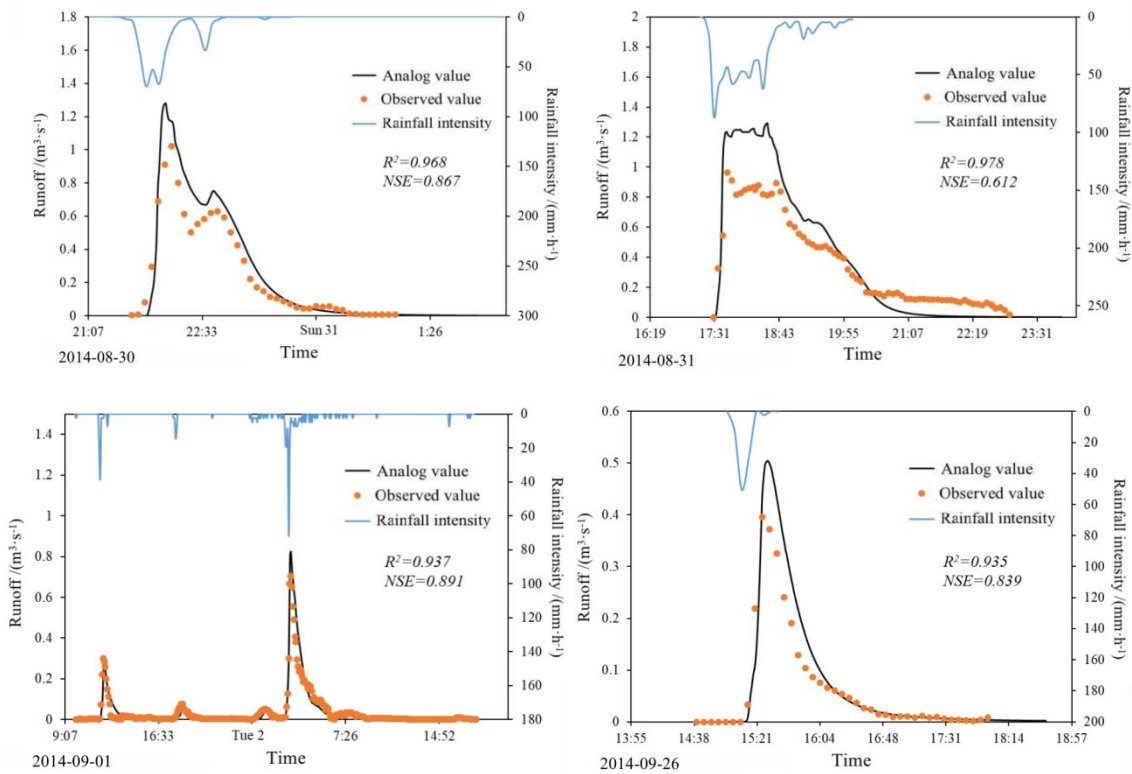 1.8
1.6
1.4
1.2
1
0.8
0.6
0.4
0.2
0
Runoff /(m³·s⁻¹)
0
50
100
150
200
250
300
Rainfall intensity /(mm·h⁻¹)
Analog value
Observed value
Rainfall intensity
R²=0.968
NSE=0.867
21:07 22:33 Sun 31 1:26
Time
2014-08-30
2
1.8
1.6
1.4
1.2
1
0.8
0.6
0.4
0.2
0
Runoff /(m³·s⁻¹)
0
50
100
150
200
250
Rainfall intensity /(mm·h⁻¹)
Analog value
Observed value
Rainfall intensity
R²=0.978
NSE=0.612
16:19 17:31 18:43 19:55 21:07 22:19 23:31
Time
2014-08-31
1.4
1.2
1
0.8
0.6
0.4
0.2
0
Runoff /(m³·s⁻¹)
0
20
40
60
80
100
120
140
160
180
Rainfall intensity /(mm·h⁻¹)
Analog value
Observed value
Rainfall intensity
R²=0.937
NSE=0.891
9:07 16:33 Tue 2 7:26 14:52
Time
2014-09-01
0.6
0.5
0.4
0.3
0.2
0.1
0
Runoff /(m³·s⁻¹)
0
20
40
60
80
100
120
140
160
180
200
Rainfall intensity /(mm·h⁻¹)
Analog value
Observed value
Rainfall intensity
R²=0.935
NSE=0.839
13:55 14:38 15:21 16:04 16:48 17:31 18:14 18:57
Time
2014-09-26